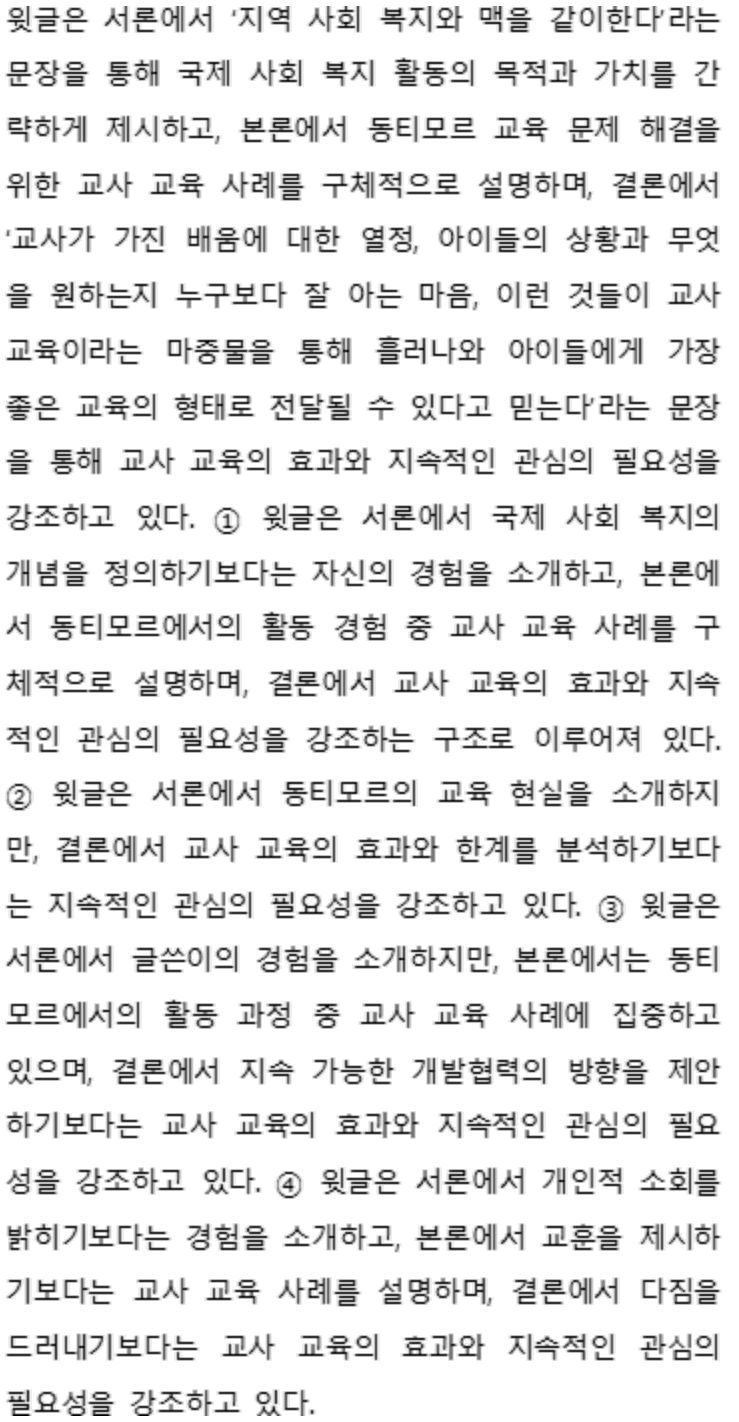 윗글은 서론에서 '지역 사회 복지와 맥을 같이한다'라는
문장을 통해 국제 사회 복지 활동의 목적과 가치를 간
략하게 제시하고, 본론에서 동티모르 교육 문제 해결을
위한 교사 교육 사례를 구체적으로 설명하며, 결론에서
'교사가 가진 배움에 대한 열정, 아이들의 상황과 무엇
을 원하는지 누구보다 잘 아는 마음, 이런 것들이 교사
교육이라는 마중물을 통해 흘러나와 아이들에게 가장
좋은 교육의 형태로 전달될 수 있다고 믿는다'라는 문장
을 통해 교사 교육의 효과와 지속적인 관심의 필요성을
강조하고 있다. ① 윗글은 서론에서 국제 사회 복지의
개념을 정의하기보다는 자신의 경험을 소개하고, 본론에
서 동티모르에서의 활동 경험 중 교사 교육 사례를 구
체적으로 설명하며, 결론에서 교사 교육의 효과와 지속
적인 관심의 필요성을 강조하는 구조로 이루어져 있다.
② 윗글은 서론에서 동티모르의 교육 현실을 소개하지
만, 결론에서 교사 교육의 효과와 한계를 분석하기보다
는 지속적인 관심의 필요성을 강조하고 있다. ③ 윗글은
서론에서 글쓴이의 경험을 소개하지만, 본론에서는 동티
모르에서의 활동 과정 중 교사 교육 사례에 집중하고
있으며, 결론에서 지속 가능한 개발협력의 방향을 제안
하기보다는 교사 교육의 효과와 지속적인 관심의 필요
성을 강조하고 있다. ④ 윗글은 서론에서 개인적 소회를
밝히기보다는 경험을 소개하고, 본론에서 교훈을 제시하
기보다는 교사 교육 사례를 설명하며, 결론에서 다짐을
드러내기보다는 교사 교육의 효과와 지속적인 관심의
필요성을 강조하고 있다.